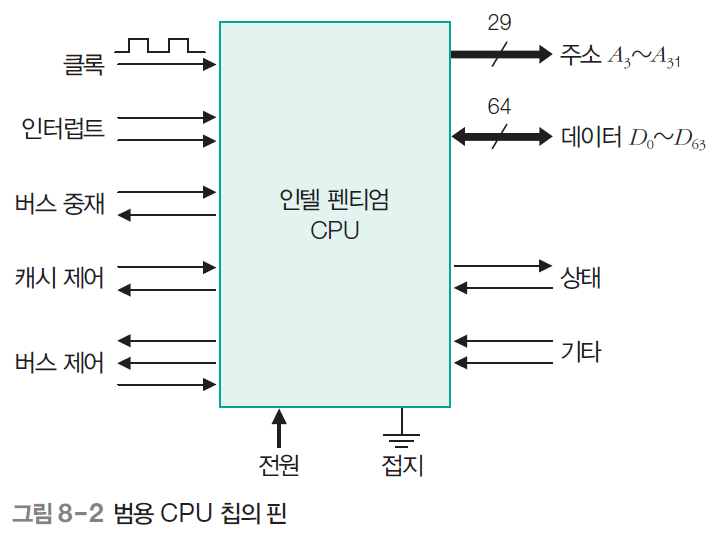 29
클록
주소 A3~A31
인터럽트
64
데이터 D0~D63
버스 중재
인텔 펜티엄
CPU
캐시 제어
상태
버스 제어
기타
전원
접지
그림 8-2 범용 CPU 칩의 핀